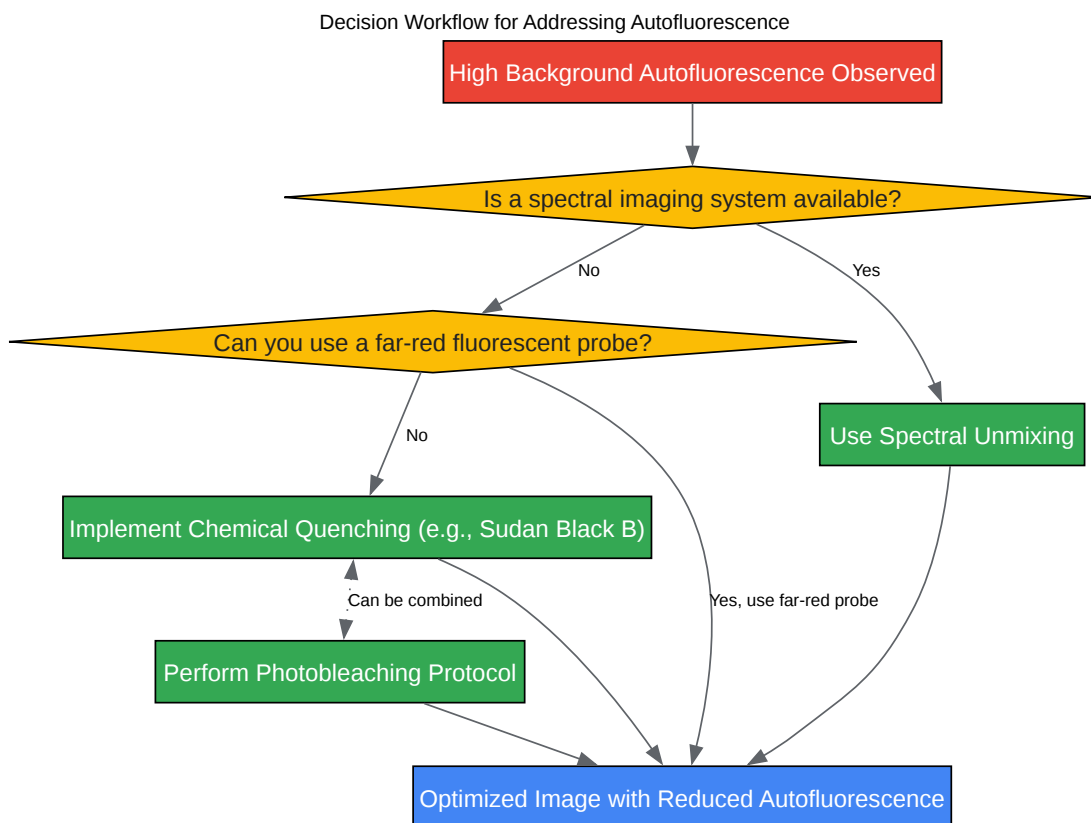 Decision Workflow for Addressing Autofluorescence
High Background Autofluorescence Observed
Is a spectral imaging system available?
No
Yes
Can you use a far-red fluorescent probe?
Use Spectral Unmixing
No
Implement Chemical Quenching (e.g., Sudan Black B)
Can be combined
Yes, use far-red probe
Perform Photobleaching Protocol
Optimized Image with Reduced Autofluorescence